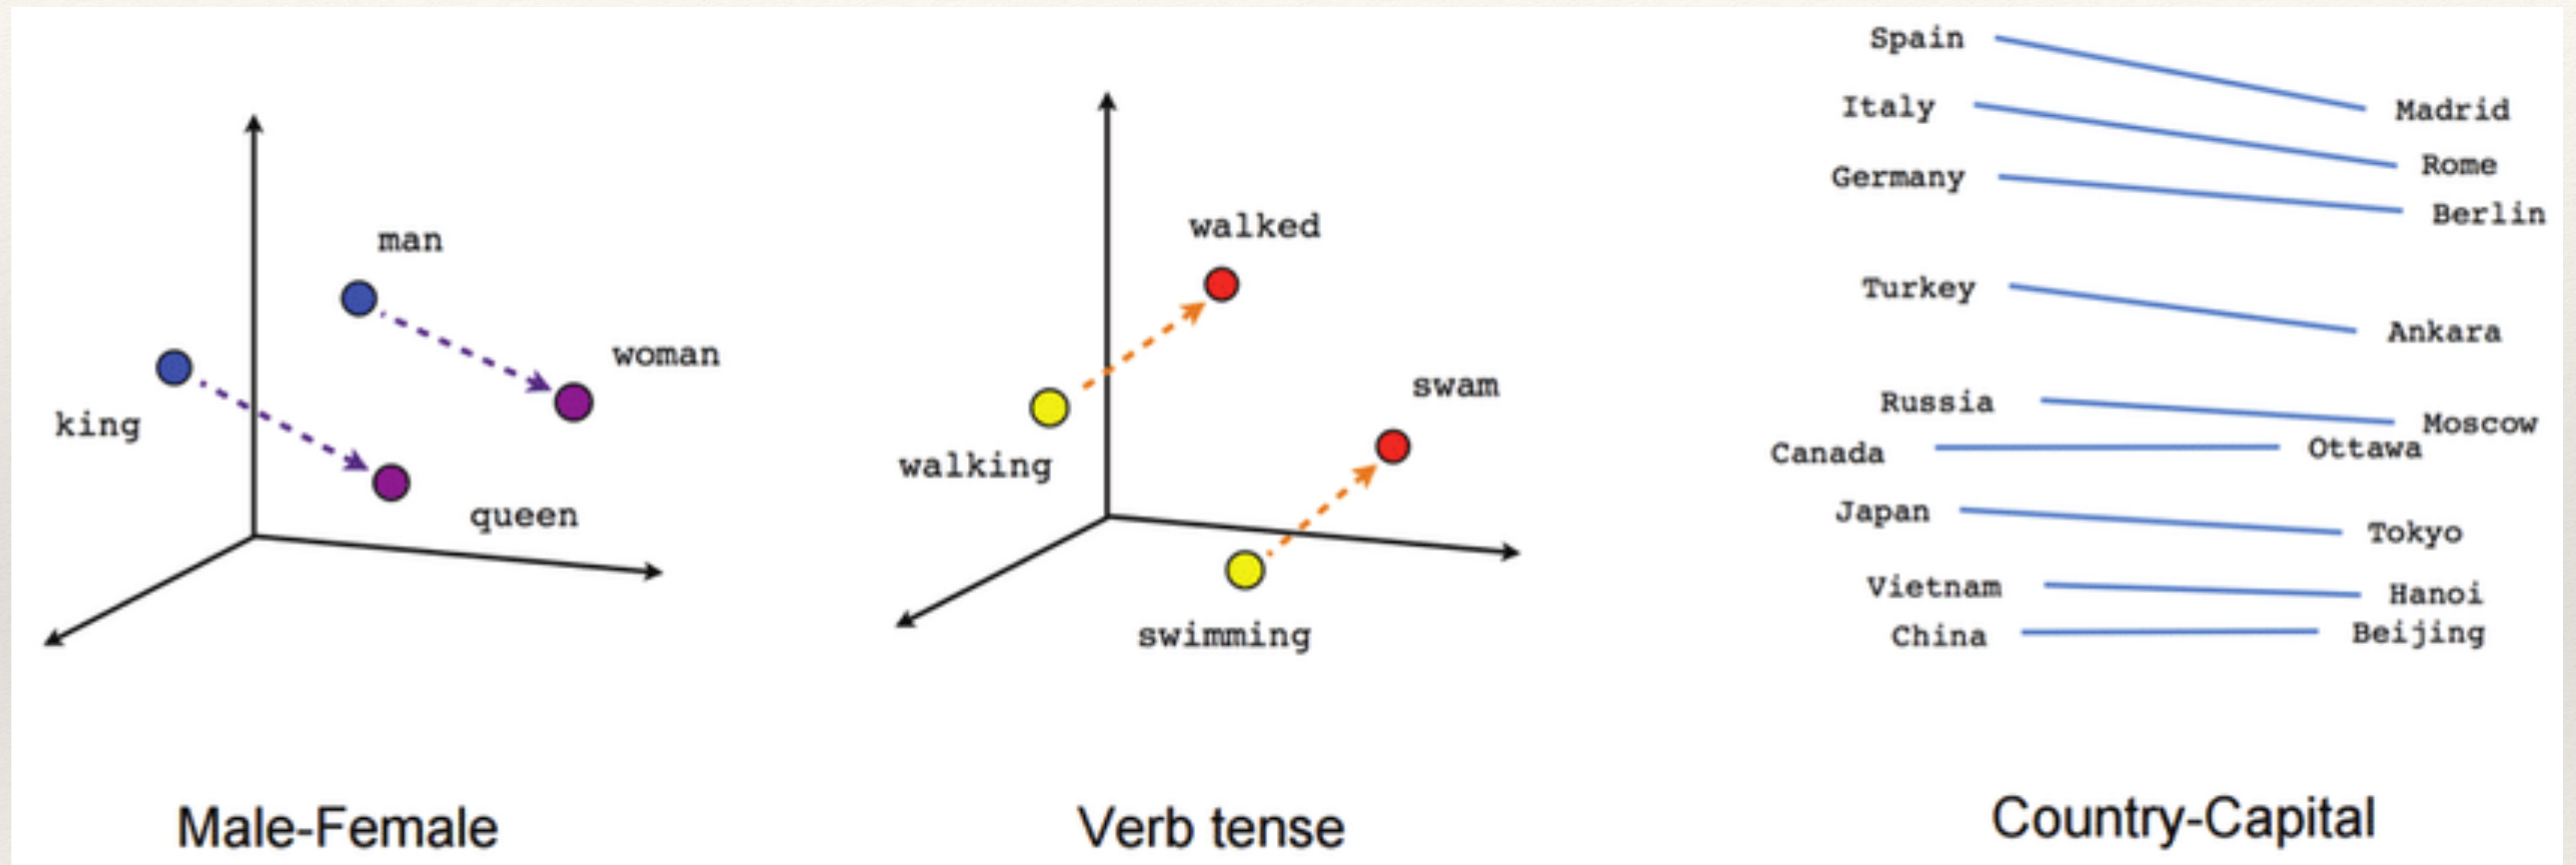 man
woman
king
queen
Male-Female
walked
swam
walking
swimming
Verb tense
Spain
Madrid
Italy
Rome
Germany
Berlin
Turkey
Ankara
Russia
Moscow
Canada
Ottawa
Japan
Tokyo
Vietnam
Hanoi
China
Beijing
Country-Capital